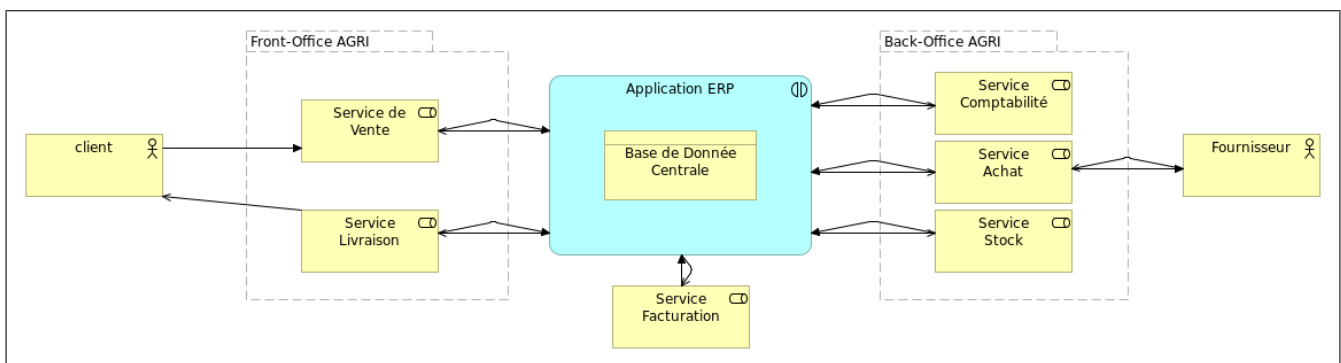 Front-Office AGRI
Back-Office AGRI
client
Service de
Vente
Service
Livraison
Application ERP
Base de Donnée
Centrale
Service
Facturation
Service
Comptabilité
Service
Achat
Service
Stock
Fournisseur